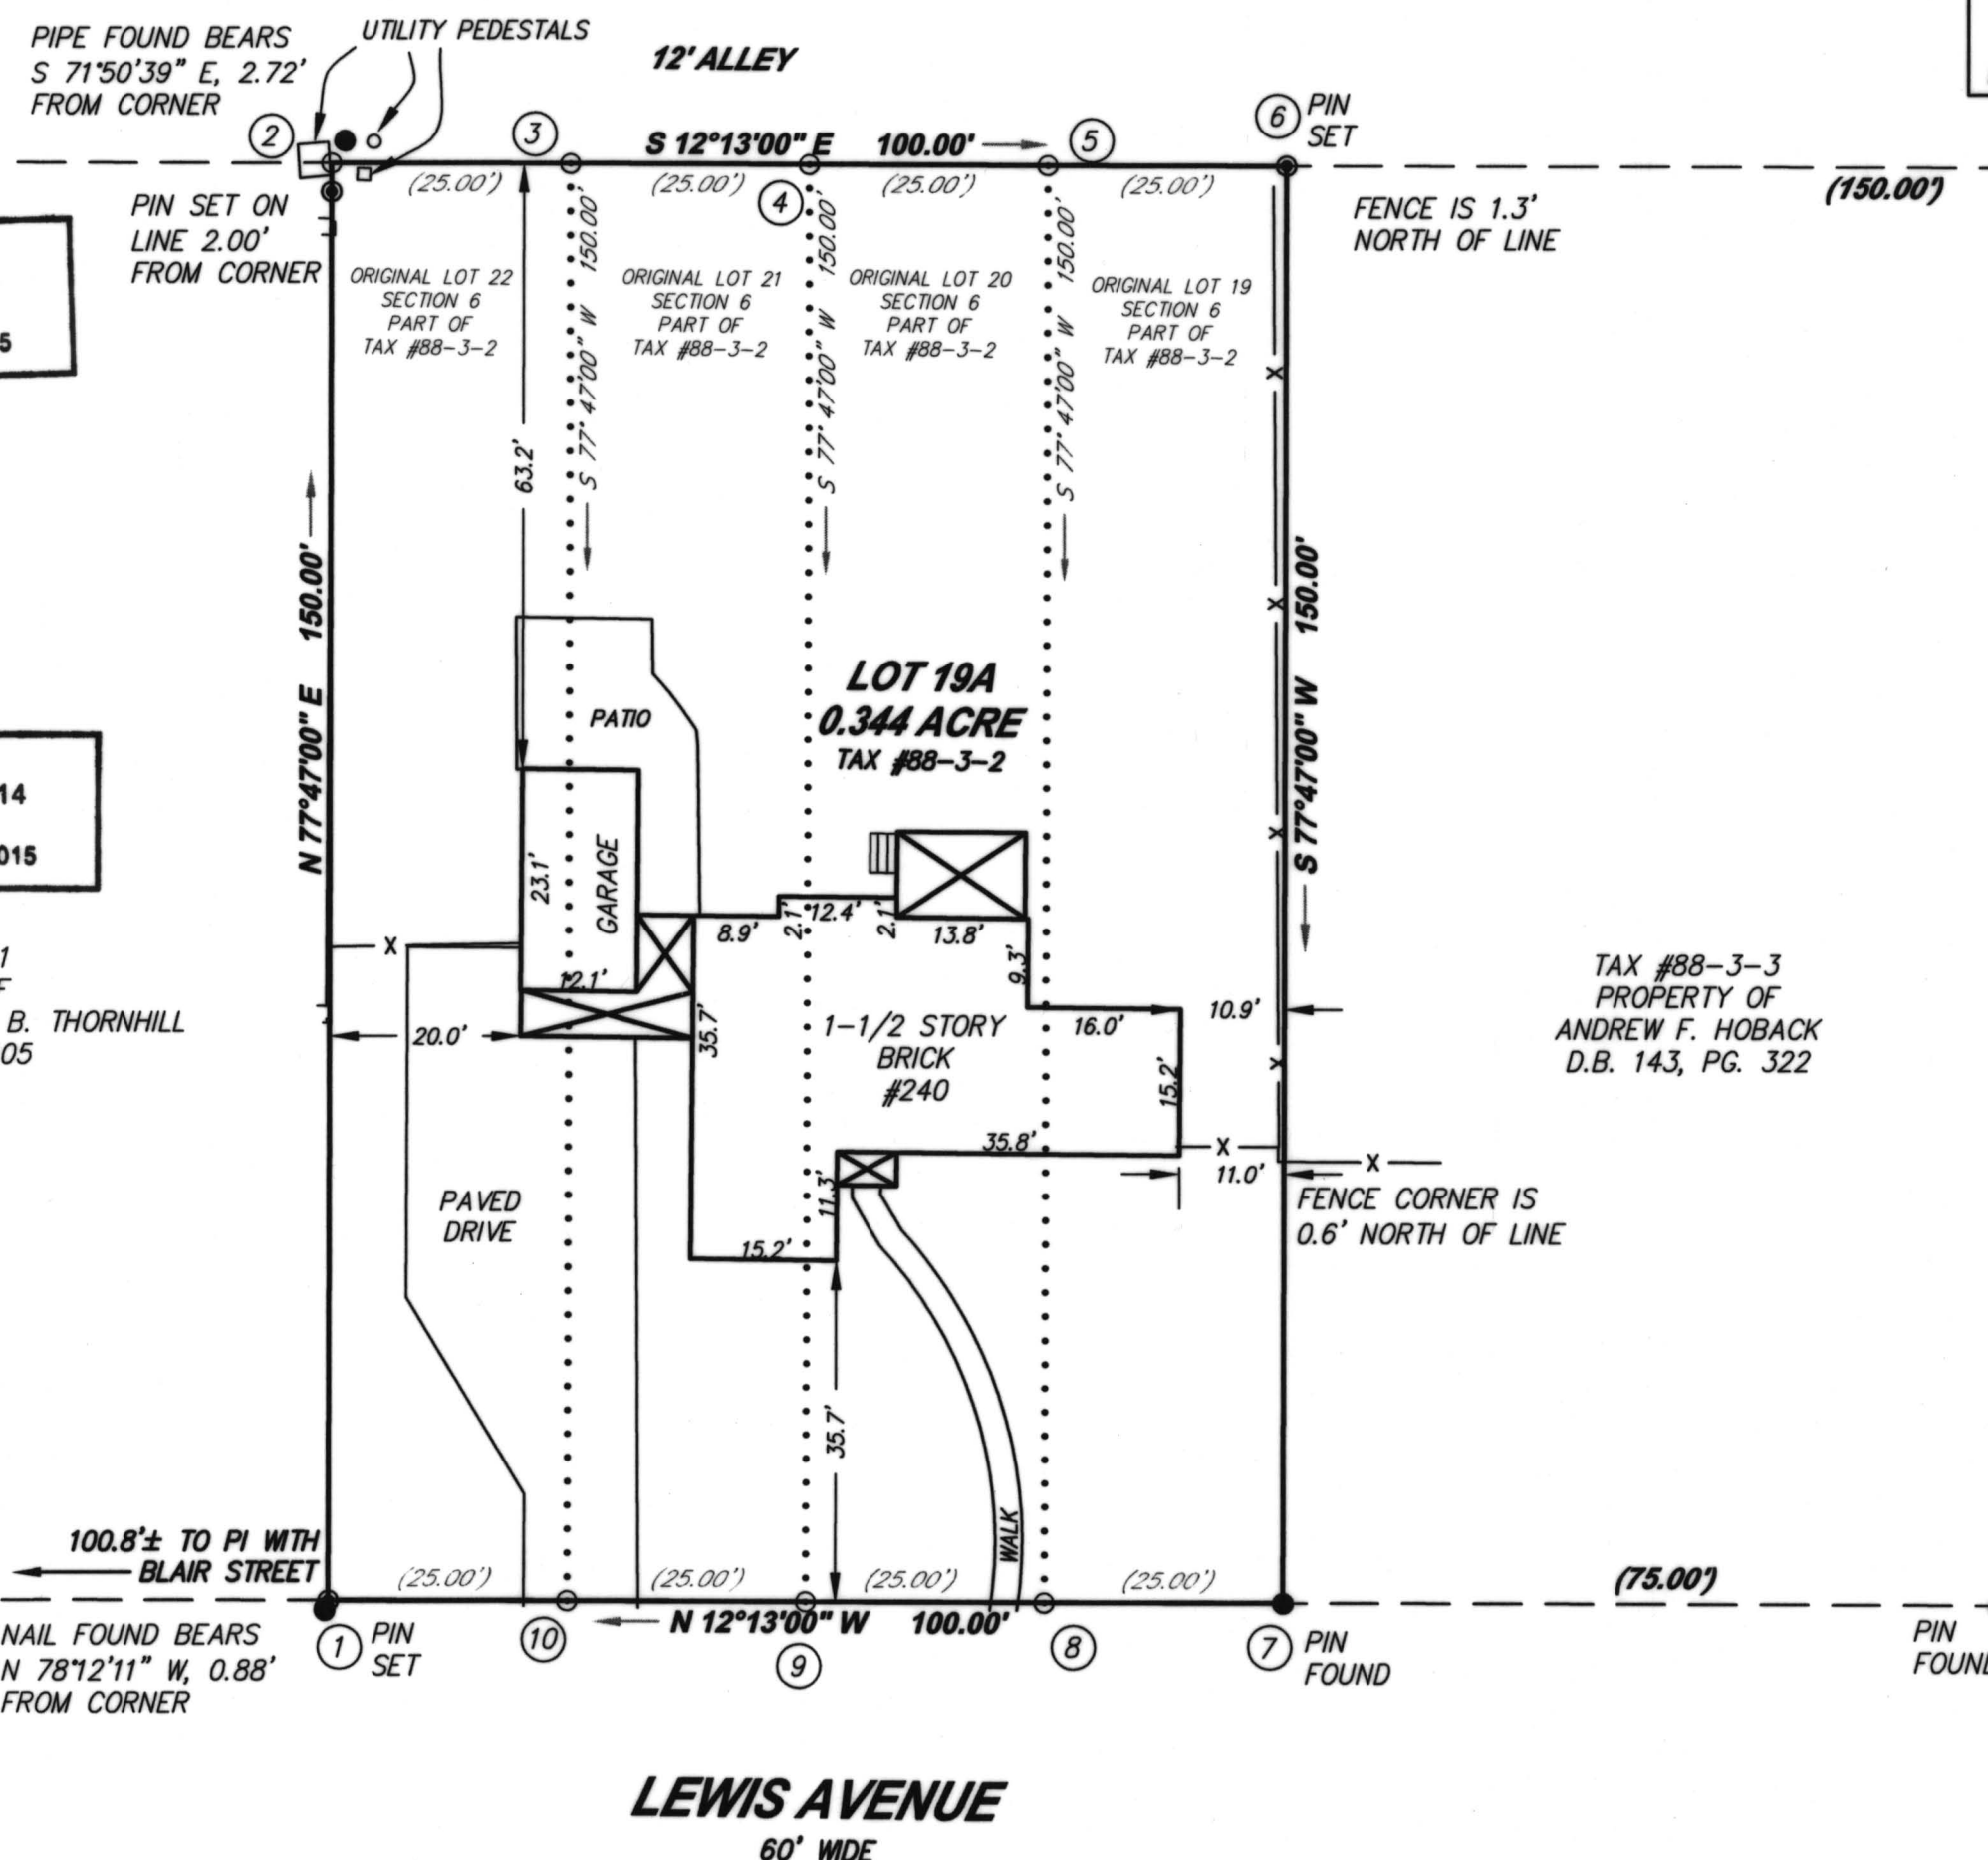 PIPE FOUND BEARS
S 71°50'39" E, 2.72'
FROM CORNER
UTILITY PEDESTALS
12' ALLEY
2
3
S 12°13'00" E 100.00'
5
6
PIN
SET
(25.00')
(25.00')
4
(25.00')
(25.00')
(150.00')
PIN SET ON
LINE 2.00'
FROM CORNER
FENCE IS 1.3'
NORTH OF LINE
5
ORIGINAL LOT 22
SECTION 6
PART OF
TAX #88-3-2
ORIGINAL LOT 21
SECTION 6
PART OF
TAX #88-3-2
ORIGINAL LOT 20
SECTION 6
PART OF
TAX #88-3-2
ORIGINAL LOT 19
SECTION 6
PART OF
TAX #88-3-2
S 77°47'00" W 150.00'
S 77°47'00" W 150.00'
S 77°47'00" W 150.00'
63.2'
N 77°47'00" E 150.00'
S 77°47'00" W 150.00'
LOT 19A
0.344 ACRE
TAX #88-3-2
PATIO
14
015
X
X
X
X
23.1'
GARAGE
8.9'
2.1'
12.4'
2.1'
13.8'
9.3'
X
12.1'
20.0'
35.7'
1-1/2 STORY
BRICK
#240
16.0'
10.9'
15.2'
35.8'
X
X
11.0'
1
F
B. THORNHILL
05
TAX #88-3-3
PROPERTY OF
ANDREW F. HOBACK
D.B. 143, PG. 322
FENCE CORNER IS
0.6' NORTH OF LINE
PAVED
DRIVE
11.3'
15.2'
35.7'
WALK
100.8'± TO PI WITH
BLAIR STREET
(25.00')
(25.00')
(25.00')
(25.00')
(75.00')
N 12°13'00" W 100.00'
NAIL FOUND BEARS
N 78°12'11" W, 0.88'
FROM CORNER
1
PIN
SET
10
9
8
7
PIN
FOUND
PIN
FOUND
LEWIS AVENUE
60' WIDE